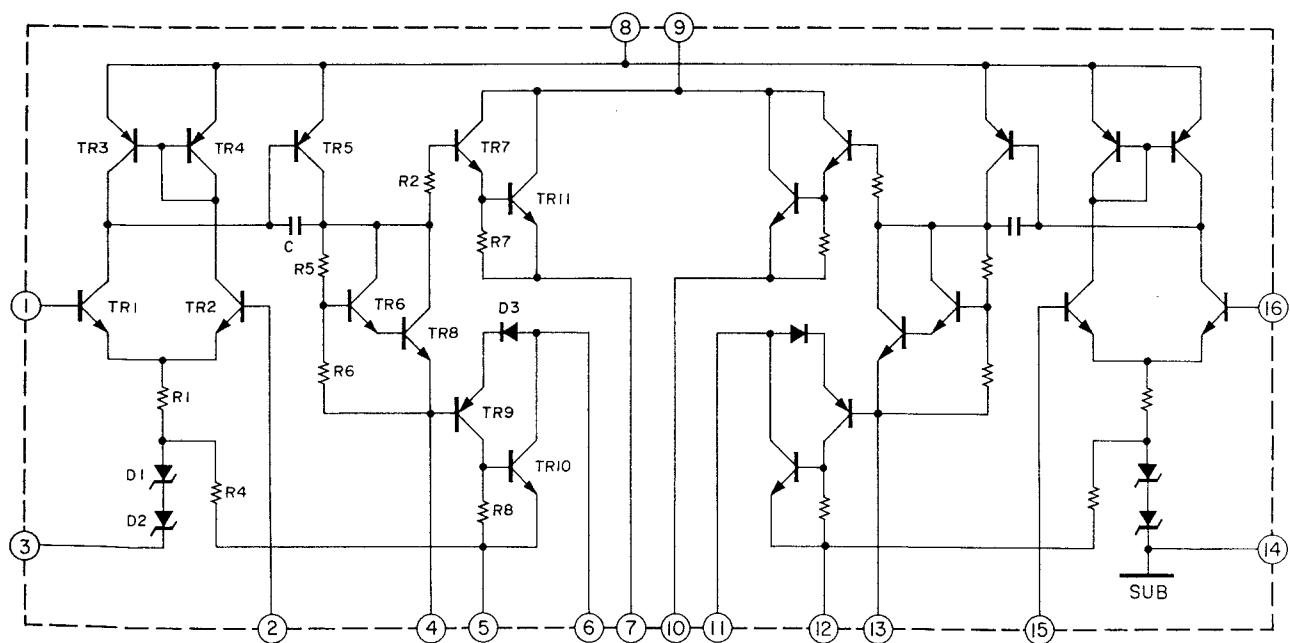 8 9
TR3 TR4 TR5 TR7
R2 TR11
C R7
R5
1 TR1 TR2 TR6 D3 16
TR8
R6
R1 TR9
D1 R4 TR10
D2 R8
3 14
SUB
2 4 5 6 7 10 11 12 13 15